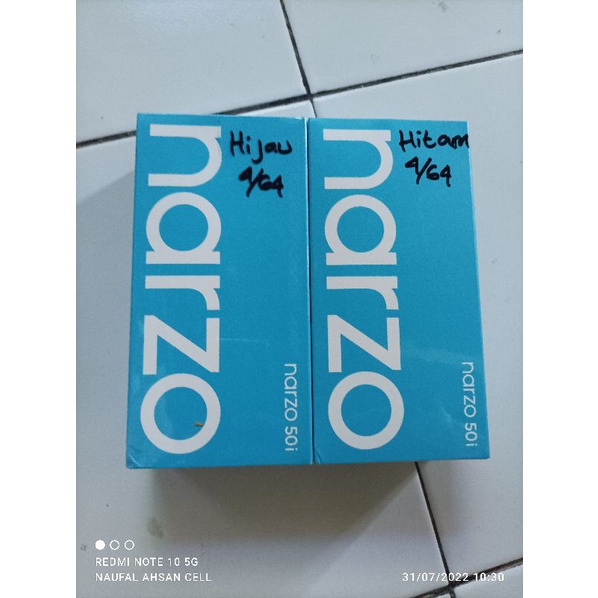 narzo
Hijau
4/64
narzo 50i
narzo
Hitam
4/64
narzo 50i
REDMI NOTE 10 5G
NAUFAL AHSAN CELL
31/07/2022 10:30